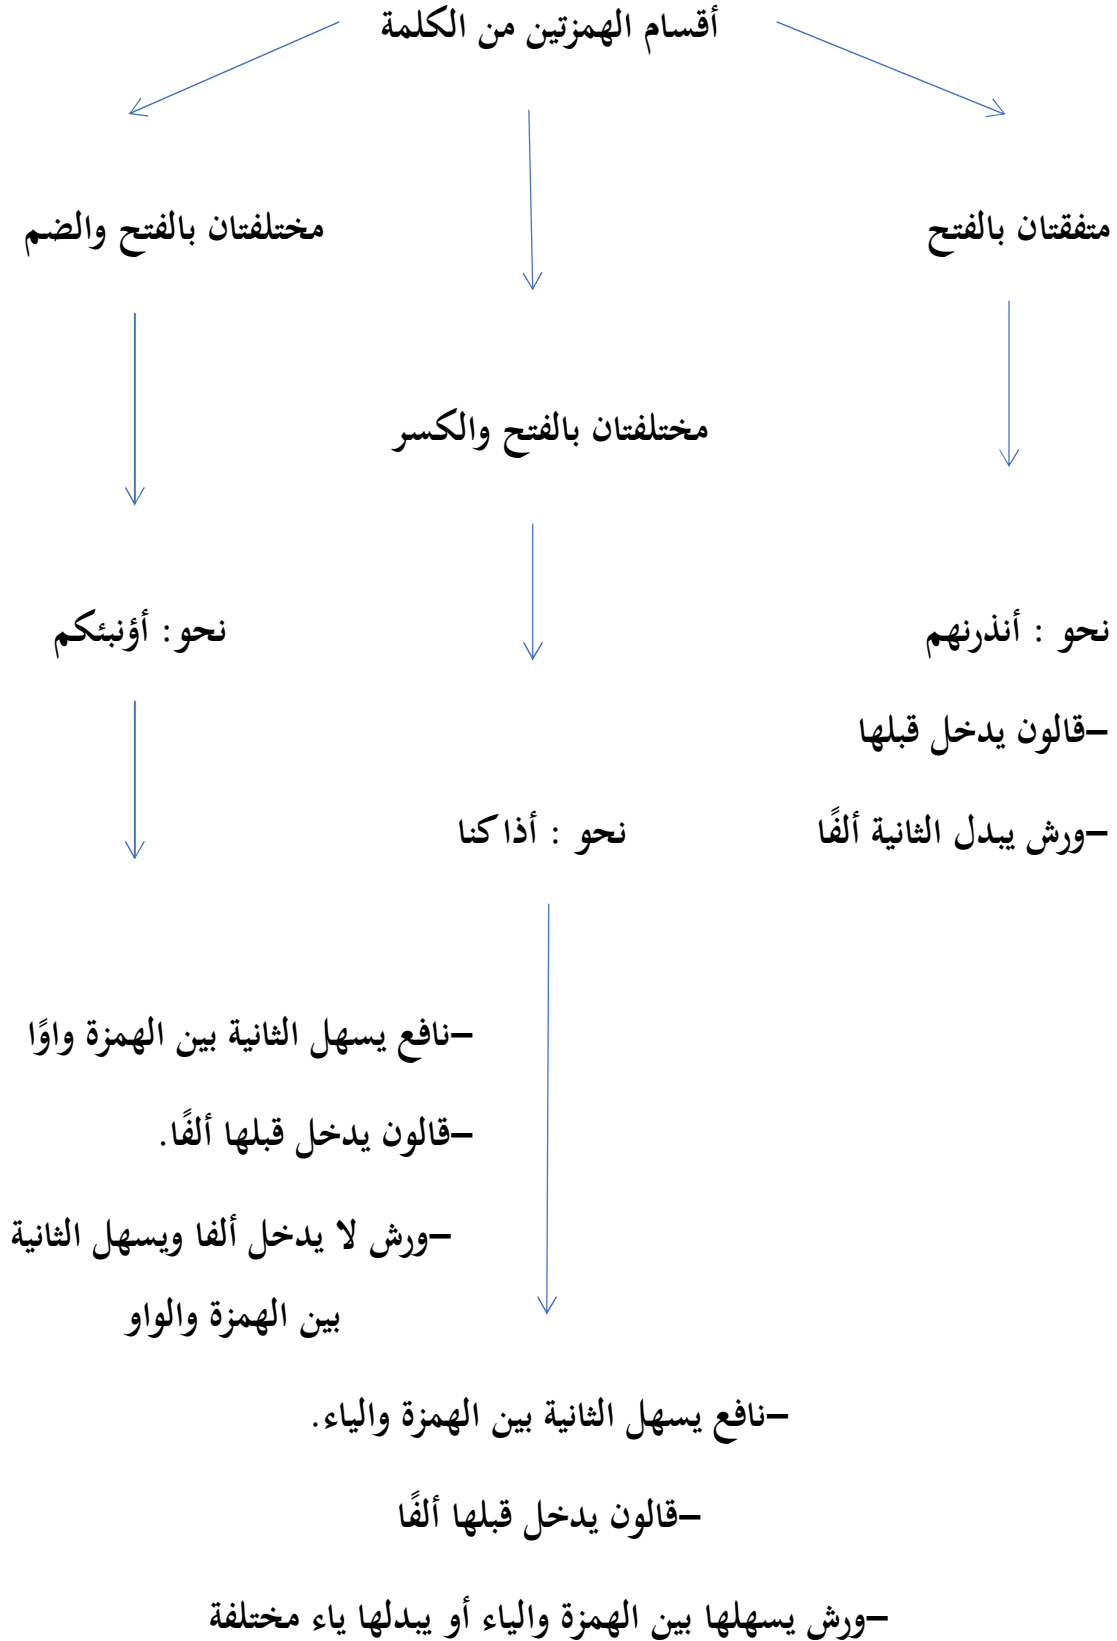 أقسام الهمزتين من الكلمة
متفقتان بالفتح
مختلفتان بالفتح والضم
مختلفتان بالفتح والكسر
نحو : أنذرنهم
–قالون يدخل قبلها
–ورش يبدل الثانية ألفًا
نحو : أذا كنا
نحو: أؤنبئكم
–نافع يسهل الثانية بين الهمزة واوًا
–قالون يدخل قبلها ألفًا.
–ورش لا يدخل ألفا ويسهل الثانية
بين الهمزة والواو
–نافع يسهل الثانية بين الهمزة والياء.
–قالون يدخل قبلها ألفًا
–ورش يسهلها بين الهمزة والياء أو يبدلها ياء مختلفة